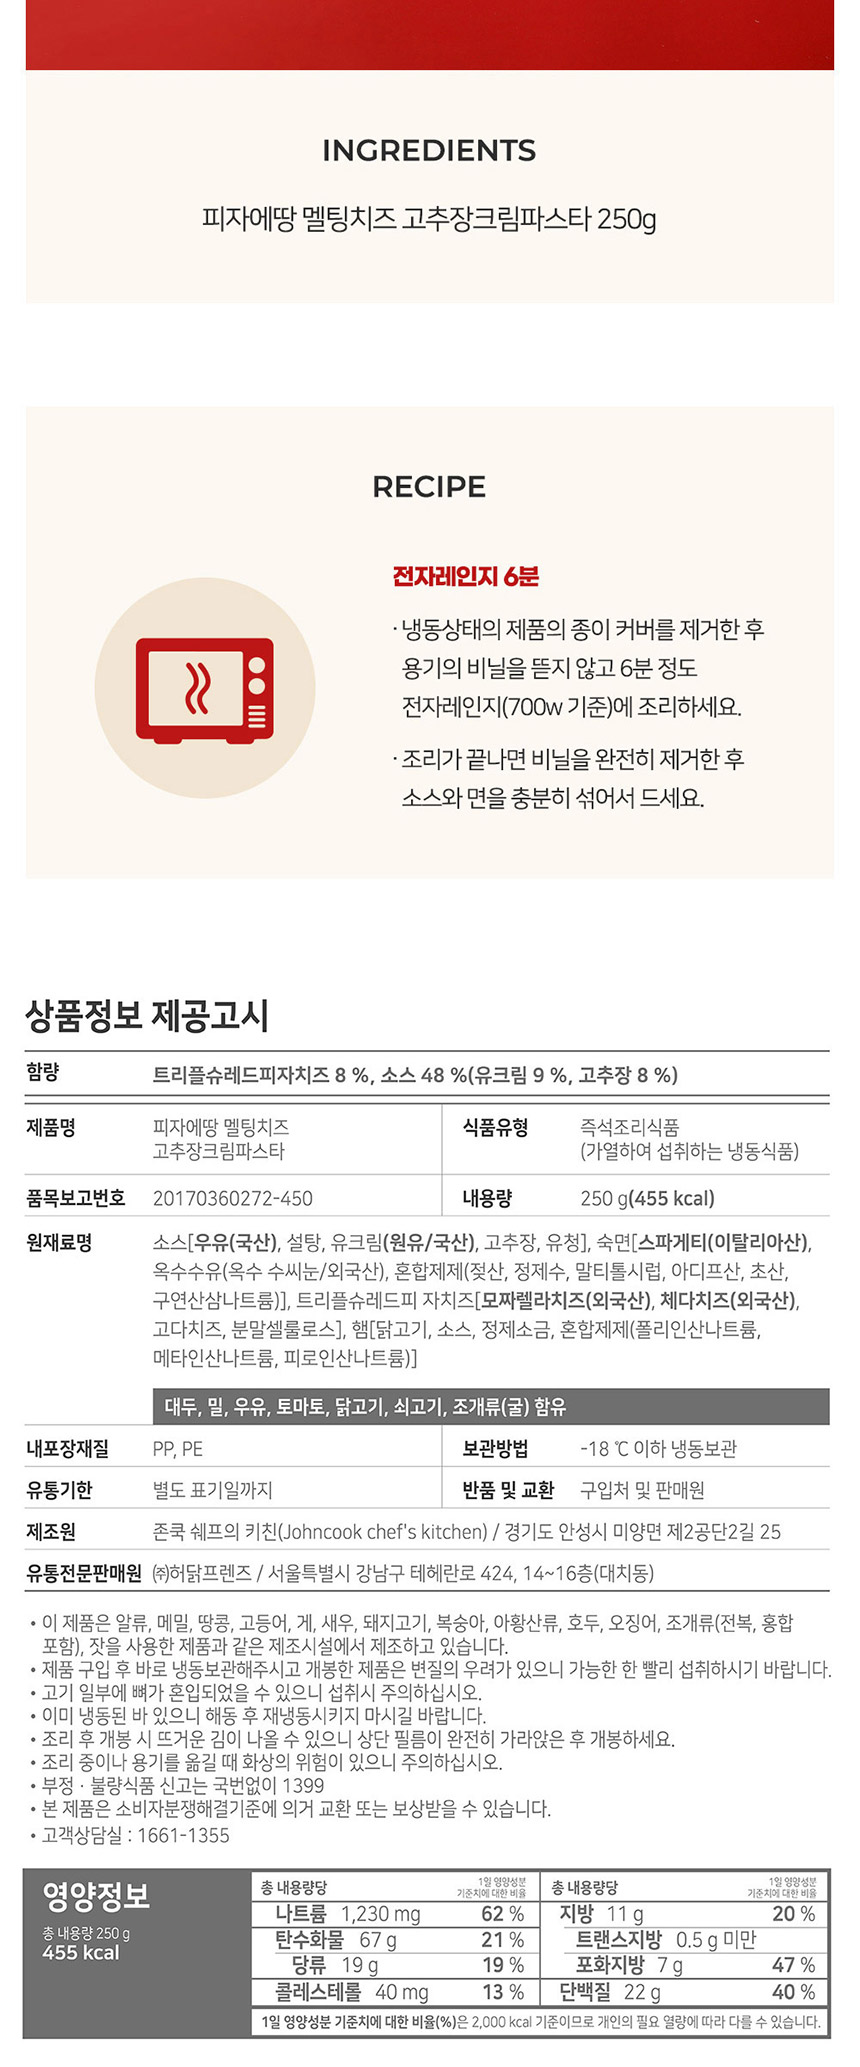 INGREDIENTS
피자에땅 멜팅치즈 고추장크림파스타 250g
RECIPE
전자레인지 6분
· 냉동상태의 제품의 종이 커버를 제거한 후
용기의 비닐을 뜯지 않고 6분 정도
전자레인지(700w 기준)에 조리하세요.
· 조리가 끝나면 비닐을 완전히 제거한 후
소스와 면을 충분히 섞어서 드세요.
상품정보 제공고시
함량 트리플슈레드피자치즈 8 %, 소스 48 %(유크림 9 %, 고추장 8 %)
제품명 피자에땅 멜팅치즈
고추장크림파스타
식품유형 즉석조리식품
(가열하여 섭취하는 냉동식품)
품목보고번호 20170360272-450 내용량 250 g(455 kcal)
원재료명 소스[우유(국산), 설탕, 유크림(원유/국산), 고추장, 유청], 숙면[스파게티(이탈리아산),
옥수수유(옥수 수씨눈/외국산), 혼합제제(젖산, 정제수, 말티톨시럽, 아디프산, 초산,
구연산삼나트륨)], 트리플슈레드피 자치즈[모짜렐라치즈(외국산), 체다치즈(외국산),
고다치즈, 분말셀룰로스], 햄[닭고기, 소스, 정제소금, 혼합제제(폴리인산나트륨,
메타인산나트륨, 피로인산나트륨)]
대두, 밀, 우유, 토마토, 닭고기, 쇠고기, 조개류(굴) 함유
내포장재질 PP, PE 보관방법 -18 ℃ 이하 냉동보관
유통기한 별도 표기일까지 반품 및 교환 구입처 및 판매원
제조원 존쿡 쉐프의 키친(Johncook chef's kitchen) / 경기도 안성시 미양면 제2공단2길 25
유통전문판매원 ㈜허닭프렌즈 / 서울특별시 강남구 테헤란로 424, 14~16층(대치동)
• 이 제품은 알류, 메밀, 땅콩, 고등어, 게, 새우, 돼지고기, 복숭아, 아황산류, 호두, 오징어, 조개류(전복, 홍합
포함), 잣을 사용한 제품과 같은 제조시설에서 제조하고 있습니다.
• 제품 구입 후 바로 냉동보관해주시고 개봉한 제품은 변질의 우려가 있으니 가능한 한 빨리 섭취하시기 바랍니다.
• 고기 일부에 뼈가 혼입되었을 수 있으니 섭취시 주의하십시오.
• 이미 냉동된 바 있으니 해동 후 재냉동시키지 마시길 바랍니다.
• 조리 후 개봉 시 뜨거운 김이 나올 수 있으니 상단 필름이 완전히 가라앉은 후 개봉하세요.
• 조리 중이나 용기를 옮길 때 화상의 위험이 있으니 주의하십시오.
• 부정 · 불량식품 신고는 국번없이 1399
• 본 제품은 소비자분쟁해결기준에 의거 교환 또는 보상받을 수 있습니다.
• 고객상담실 : 1661-1355
영양정보
총 내용량 250 g
455 kcal
총 내용량당 1일 영양성분
기준치에 대한 비율
총 내용량당 1일 영양성분
기준치에 대한 비율
나트륨 1,230 mg 62 % 지방 11 g 20 %
탄수화물 67 g 21 % 트랜스지방 0.5 g 미만
당류 19 g 19 % 포화지방 7 g 47 %
콜레스테롤 40 mg 13 % 단백질 22 g 40 %
1일 영양성분 기준치에 대한 비율(%)은 2,000 kcal 기준이므로 개인의 필요 열량에 따라 다를 수 있습니다.